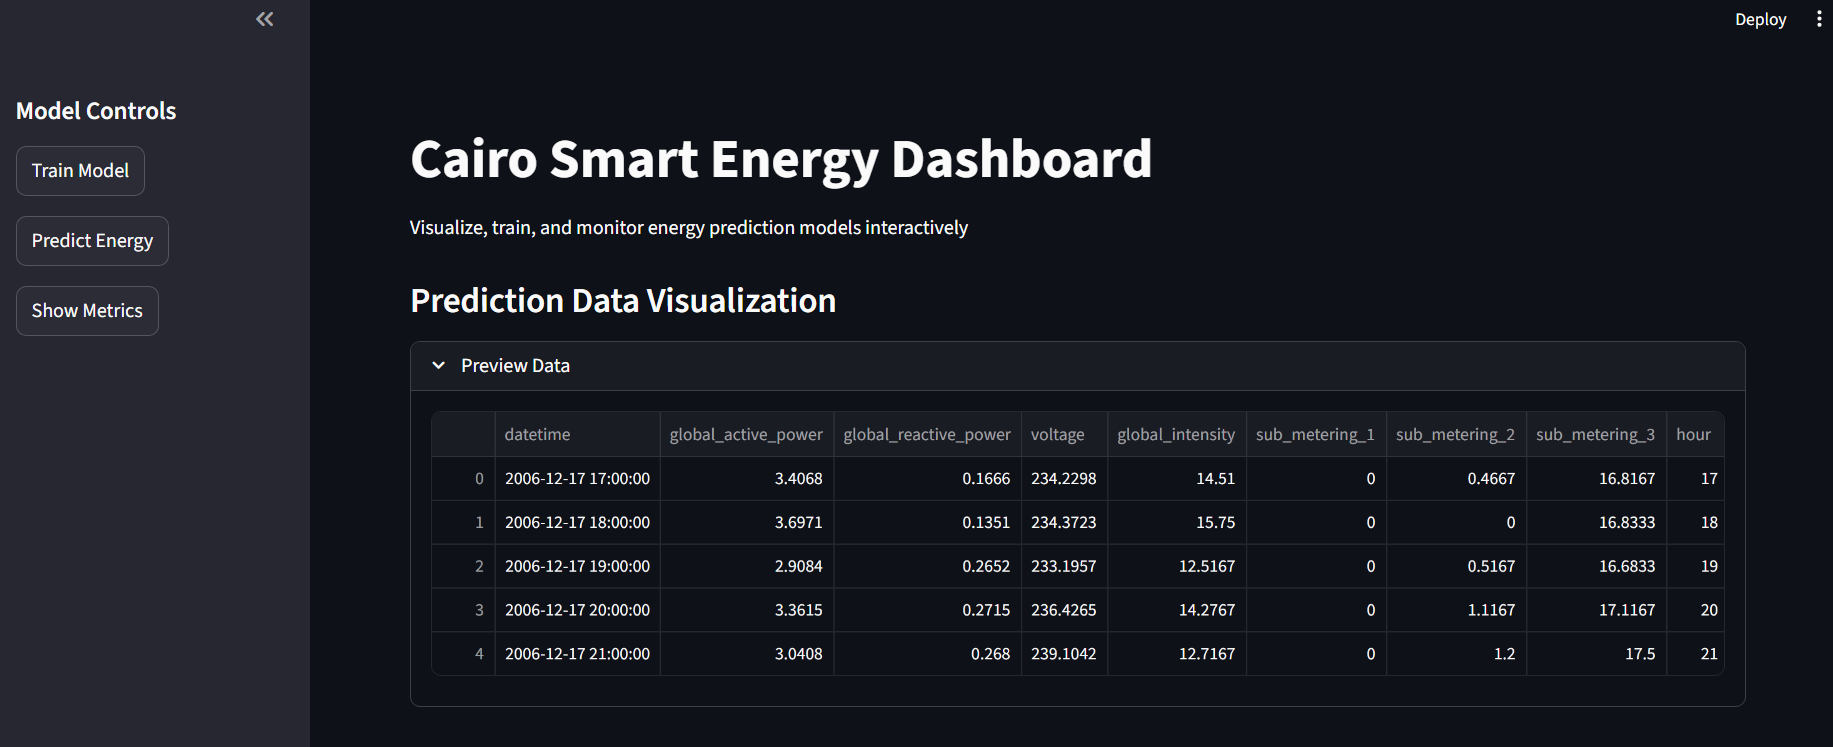 Deploy
Model Controls
Train Model
Predict Energy
Show Metrics
Cairo Smart Energy Dashboard
Visualize, train, and monitor energy prediction models interactively
Prediction Data Visualization
Preview Data
datetime global_active_power global_reactive_power voltage global_intensity sub_metering_1 sub_metering_2 sub_metering_3 hour
0 2006-12-17 17:00:00 3.4068 0.1666 234.2298 14.51 0 0.4667 16.8167 17
1 2006-12-17 18:00:00 3.6971 0.1351 234.3723 15.75 0 0 16.8333 18
2 2006-12-17 19:00:00 2.9084 0.2652 233.1957 12.5167 0 0.5167 16.6833 19
3 2006-12-17 20:00:00 3.3615 0.2715 236.4265 14.2767 0 1.1167 17.1167 20
4 2006-12-17 21:00:00 3.0408 0.268 239.1042 12.7167 0 1.2 17.5 21